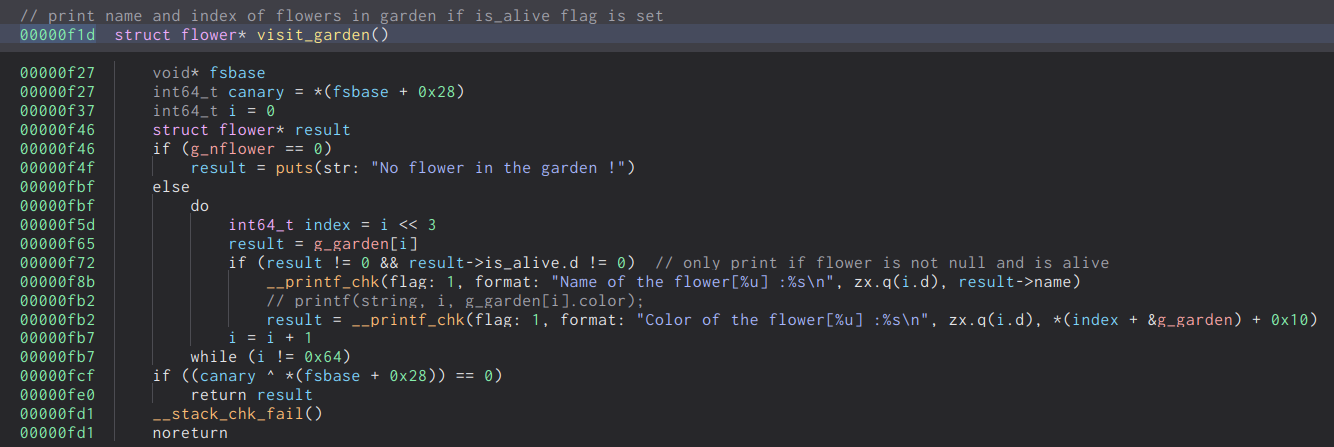 // print name and index of flowers in garden if is_alive flag is set
00000f1d struct flower* visit_garden()
00000f27 void* fsbase
00000f27 int64_t canary = *(fsbase + 0x28)
00000f37 int64_t i = 0
00000f46 struct flower* result
00000f46 if (g_nflower == 0)
00000f4f result = puts(str: "No flower in the garden !")
00000fbf else
00000fbf do
00000f5d int64_t index = i << 3
00000f65 result = g_garden[i]
00000f72 if (result != 0 && result->is_alive.d != 0) // only print if flower is not null and is alive
00000f8b __printf_chk(flag: 1, format: "Name of the flower[%u] :%s\n", zx.q(i.d), result->name)
00000fb2 // printf(string, i, g_garden[i].color);
00000fb2 result = __printf_chk(flag: 1, format: "Color of the flower[%u] :%s\n", zx.q(i.d), *(index + &g_garden) + 0x10)
00000fb7 i = i + 1
00000fb7 while (i != 0x64)
00000fcf if ((canary ^ *(fsbase + 0x28)) == 0)
00000fe0 return result
00000fd1 __stack_chk_fail()
00000fd1 noreturn